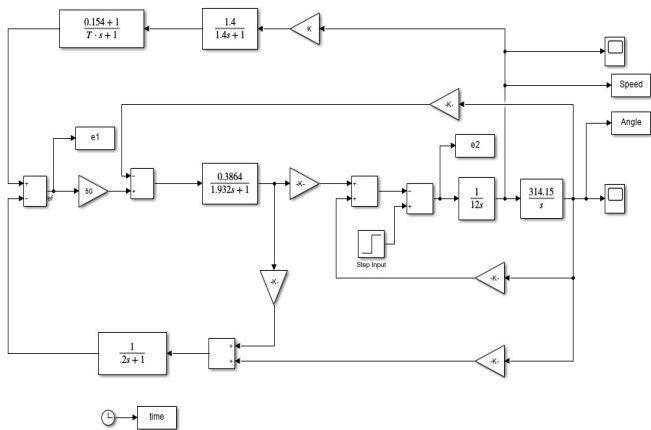 0.154 + 1
T · s + 1
1.4
1.4s + 1
K
Speed
-K-
Angle
e1
e2
50
ef
0.3864
1.932s + 1
-K-
1
12s
314.15
s
Step Input
-K-
-K-
1
.2s + 1
-K-
time